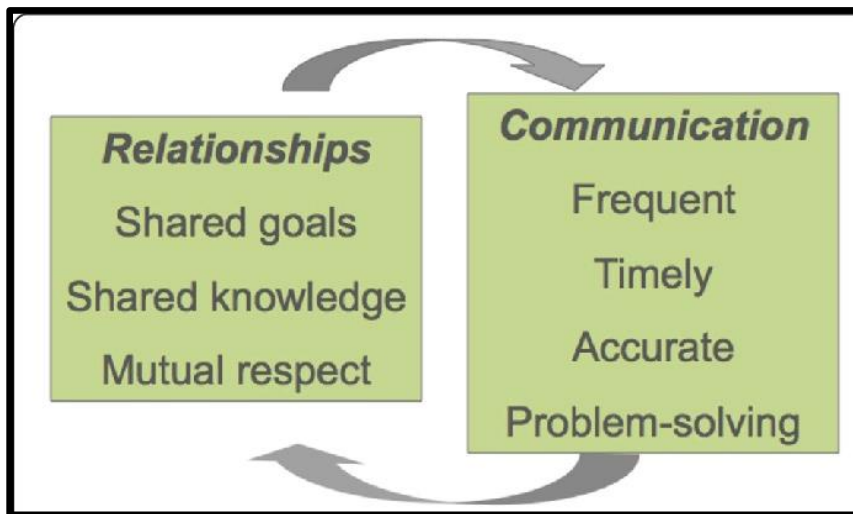 Relationships
Shared goals
Shared knowledge
Mutual respect
Communication
Frequent
Timely
Accurate
Problem-solving